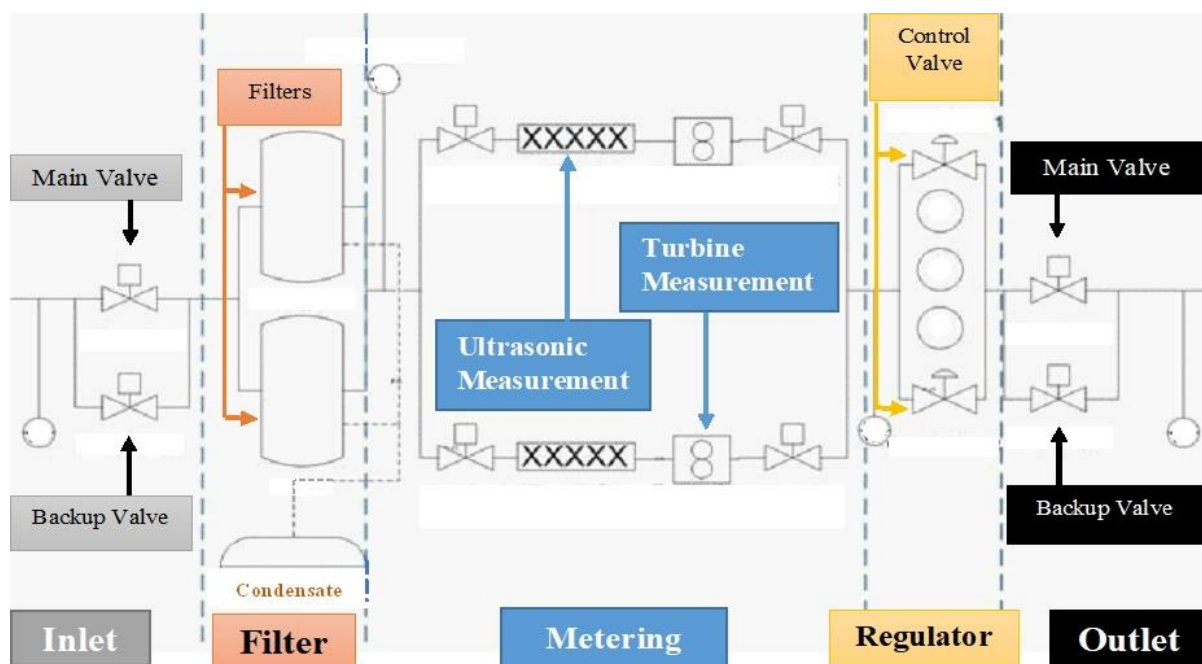 Control
Valve
Filters
Main Valve
Main Valve
XXXXX
Turbine
Measurement
Ultrasonic
Measurement
XXXXX
Backup Valve
Backup Valve
Condensate
Inlet
Filter
Metering
Regulator
Outlet